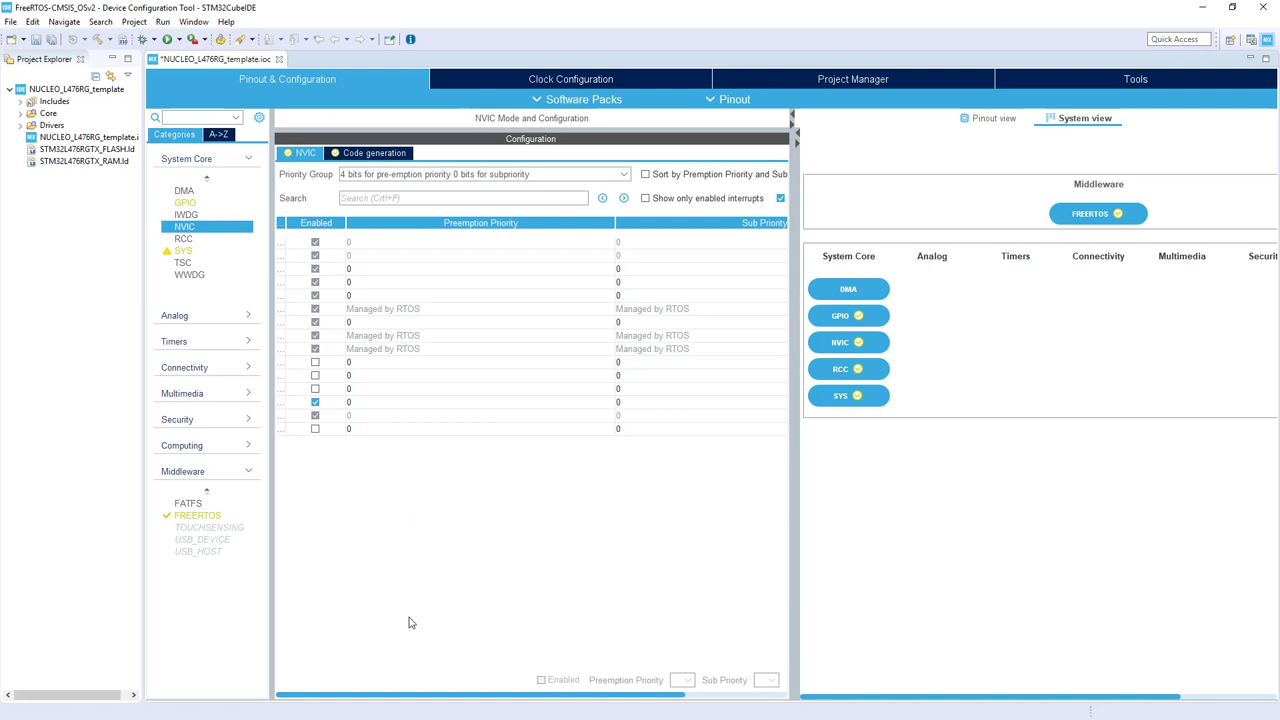 FreeRTOS-CMSIS_OSv2 - Device Configuration Tool - STM32CubeIDE
File Edit Navigate Search Project Run Window Help
Quick Access
Project Explorer
*NUCLEO_L476RG_template.ioc
NUCLEO_L476RG_template
Includes
Core
Drivers
NUCLEO_L476RG_template.i
STM32L476RGTX_FLASH.ld
STM32L476RGTX_RAM.ld
Pinout & Configuration
Clock Configuration
Project Manager
Tools
Software Packs
Pinout
Categories
A->Z
System Core
DMA
GPIO
IWDG
NVIC
RCC
SYS
TSC
WWDG
Analog
Timers
Connectivity
Multimedia
Security
Computing
Middleware
FATFS
FREERTOS
TOUCHSENSING
USB_DEVICE
USB_HOST
NVIC Mode and Configuration
Configuration
NVIC
Code generation
Priority Group 4 bits for pre-emption priority 0 bits for subpriority Sort by Premption Priority and Sub
Search Search (Crtl+F) Show only enabled interrupts
Enabled Preemption Priority Sub Priority
... 0 0
... 0 0
... 0 0
... 0 0
... 0 0
... Managed by RTOS Managed by RTOS
... 0 0
... Managed by RTOS Managed by RTOS
... Managed by RTOS Managed by RTOS
... 0 0
... 0 0
... 0 0
... 0 0
... 0 0
... 0 0
Enabled Preemption Priority Sub Priority
Pinout view
System view
Middleware
FREERTOS
System Core Analog Timers Connectivity Multimedia Securi
DMA
GPIO
NVIC
RCC
SYS